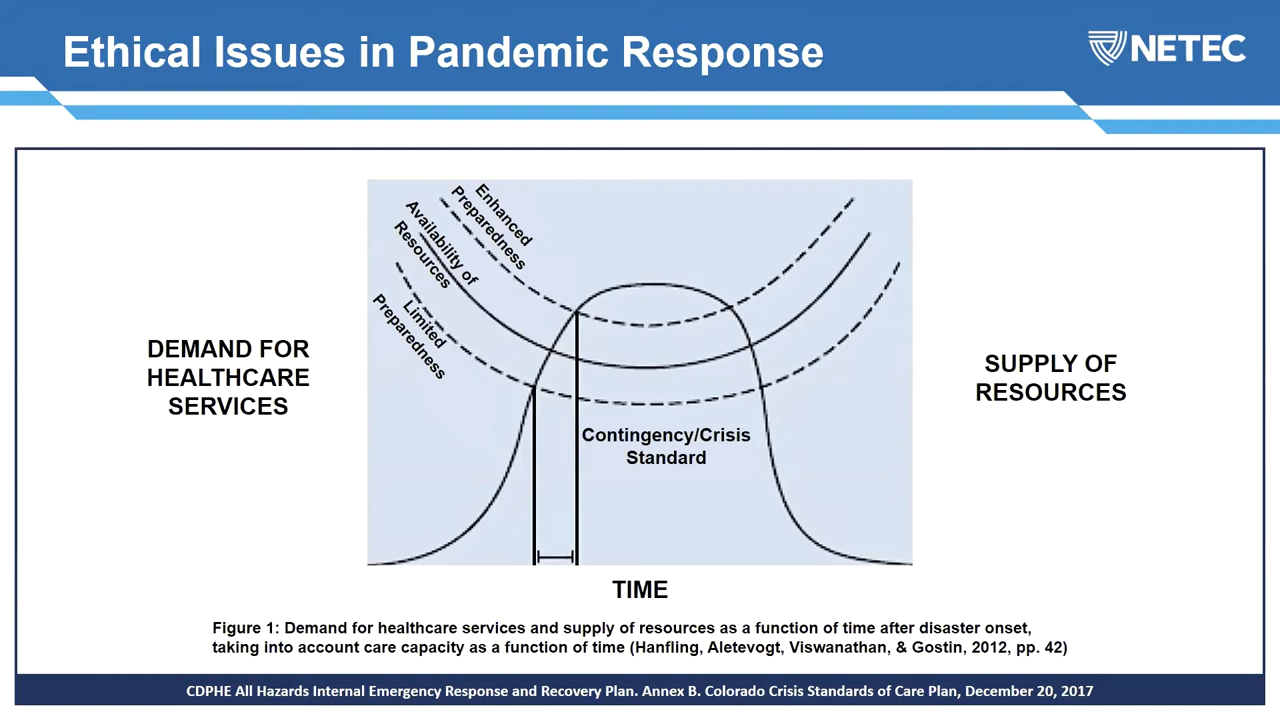 Ethical Issues in Pandemic Response
NETEC
Enhanced
Preparedness
Availability of
Resources
Limited
Preparedness
DEMAND FOR
HEALTHCARE
SERVICES
SUPPLY OF
RESOURCES
Contingency/Crisis
Standard
TIME
Figure 1: Demand for healthcare services and supply of resources as a function of time after disaster onset,
taking into account care capacity as a function of time (Hanfling, Aletevogt, Viswanathan, & Gostin, 2012, pp. 42)
CDPHE All Hazards Internal Emergency Response and Recovery Plan. Annex B. Colorado Crisis Standards of Care Plan, December 20, 2017